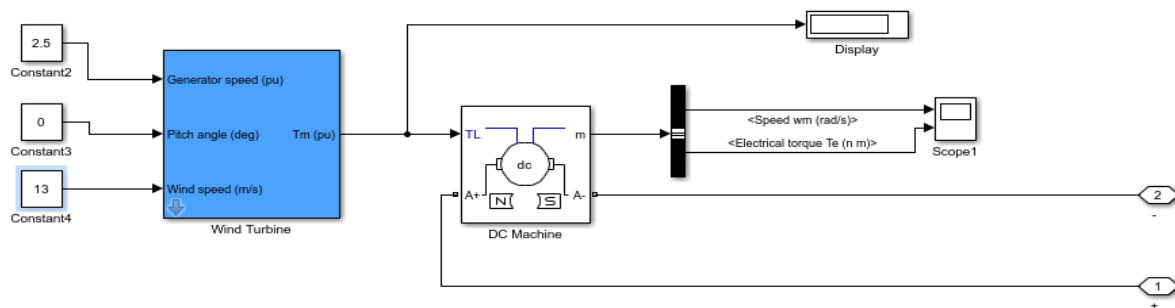 2.5
Constant2
0
Constant3
13
Constant4
Generator speed (pu)
Pitch angle (deg)
Wind speed (m/s)
Tm (pu)
Wind Turbine
Display
TL
m
dc
A+
A-
N
S
DC Machine
<Speed wm (rad/s)>
<Electrical torque Te (n m)>
Scope1
2
-
1
+